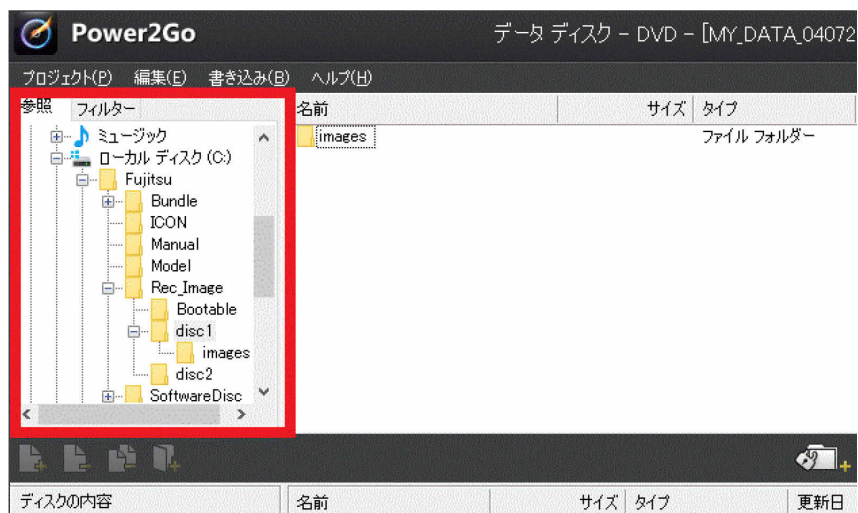 Power2Go
データ ディスク - DVD - [MY_DATA_04072
プロジェクト(P) 編集(E) 書き込み(B) ヘルプ(H)
参照 フィルター
名前 サイズ タイプ
ミュージック
images ファイル フォルダー
ローカル ディスク (C:)
Fujitsu
Bundle
ICON
Manual
Model
Rec_Image
Bootable
disc1
images
disc2
SoftwareDisc
ディスクの内容
名前 サイズ タイプ 更新日